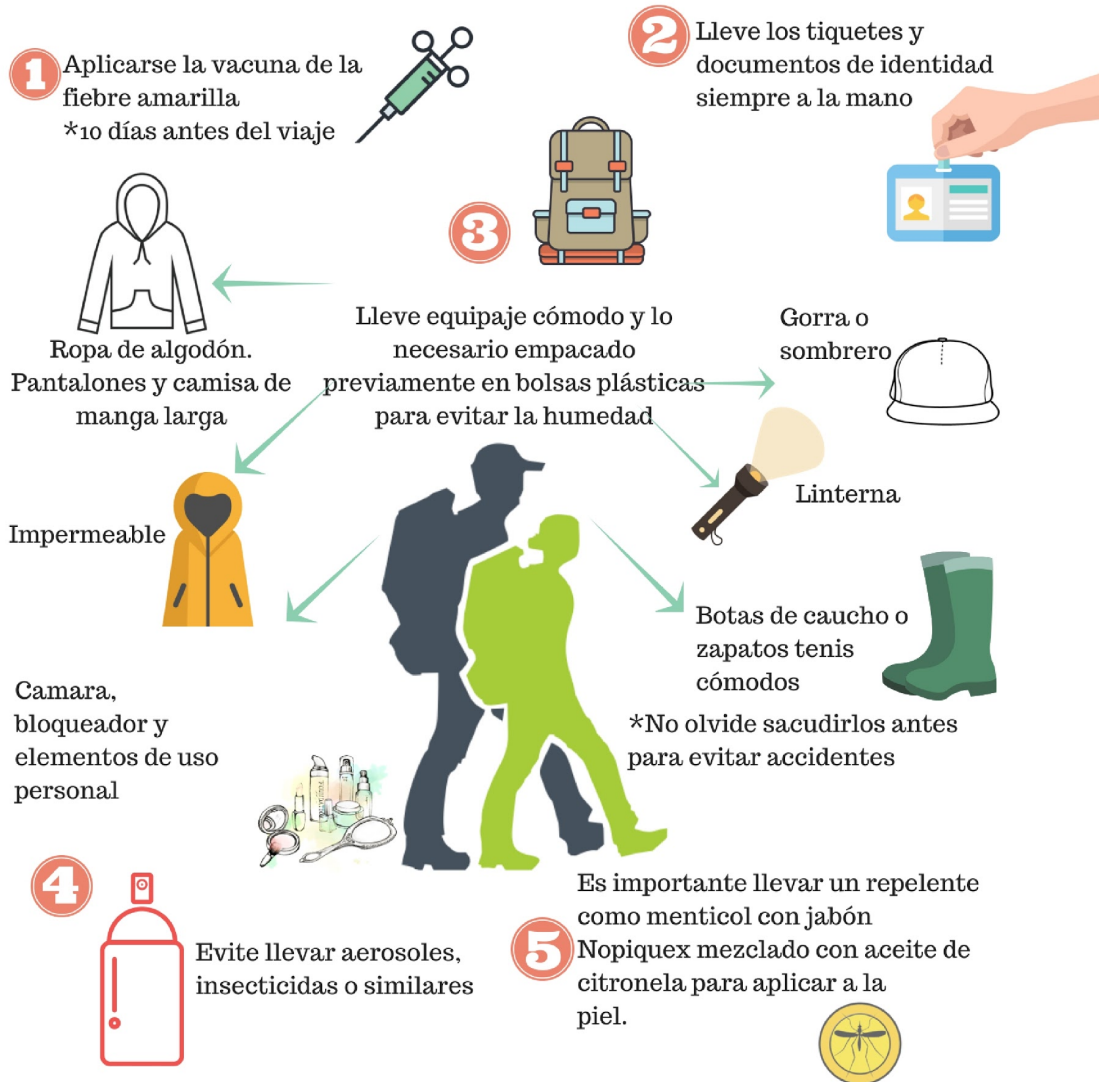 1
Aplicarse la vacuna de la
fiebre amarilla
*10 días antes del viaje
2
Lleve los tiquetes y
documentos de identidad
siempre a la mano
3
Lleve equipaje cómodo y lo
necesario empacado
previamente en bolsas plásticas
para evitar la humedad
Ropa de algodón.
Pantalones y camisa de
manga larga
Gorra o
sombrero
Impermeable
Linterna
Botas de caucho o
zapatos tenis
cómodos
*No olvide sacudirlos antes
para evitar accidentes
Camara,
bloqueador y
elementos de uso
personal
4
Evite llevar aerosoles,
insecticidas o similares
5
Es importante llevar un repelente
como menticol con jabón
Nopiquex mezclado con aceite de
citronela para aplicar a la
piel.